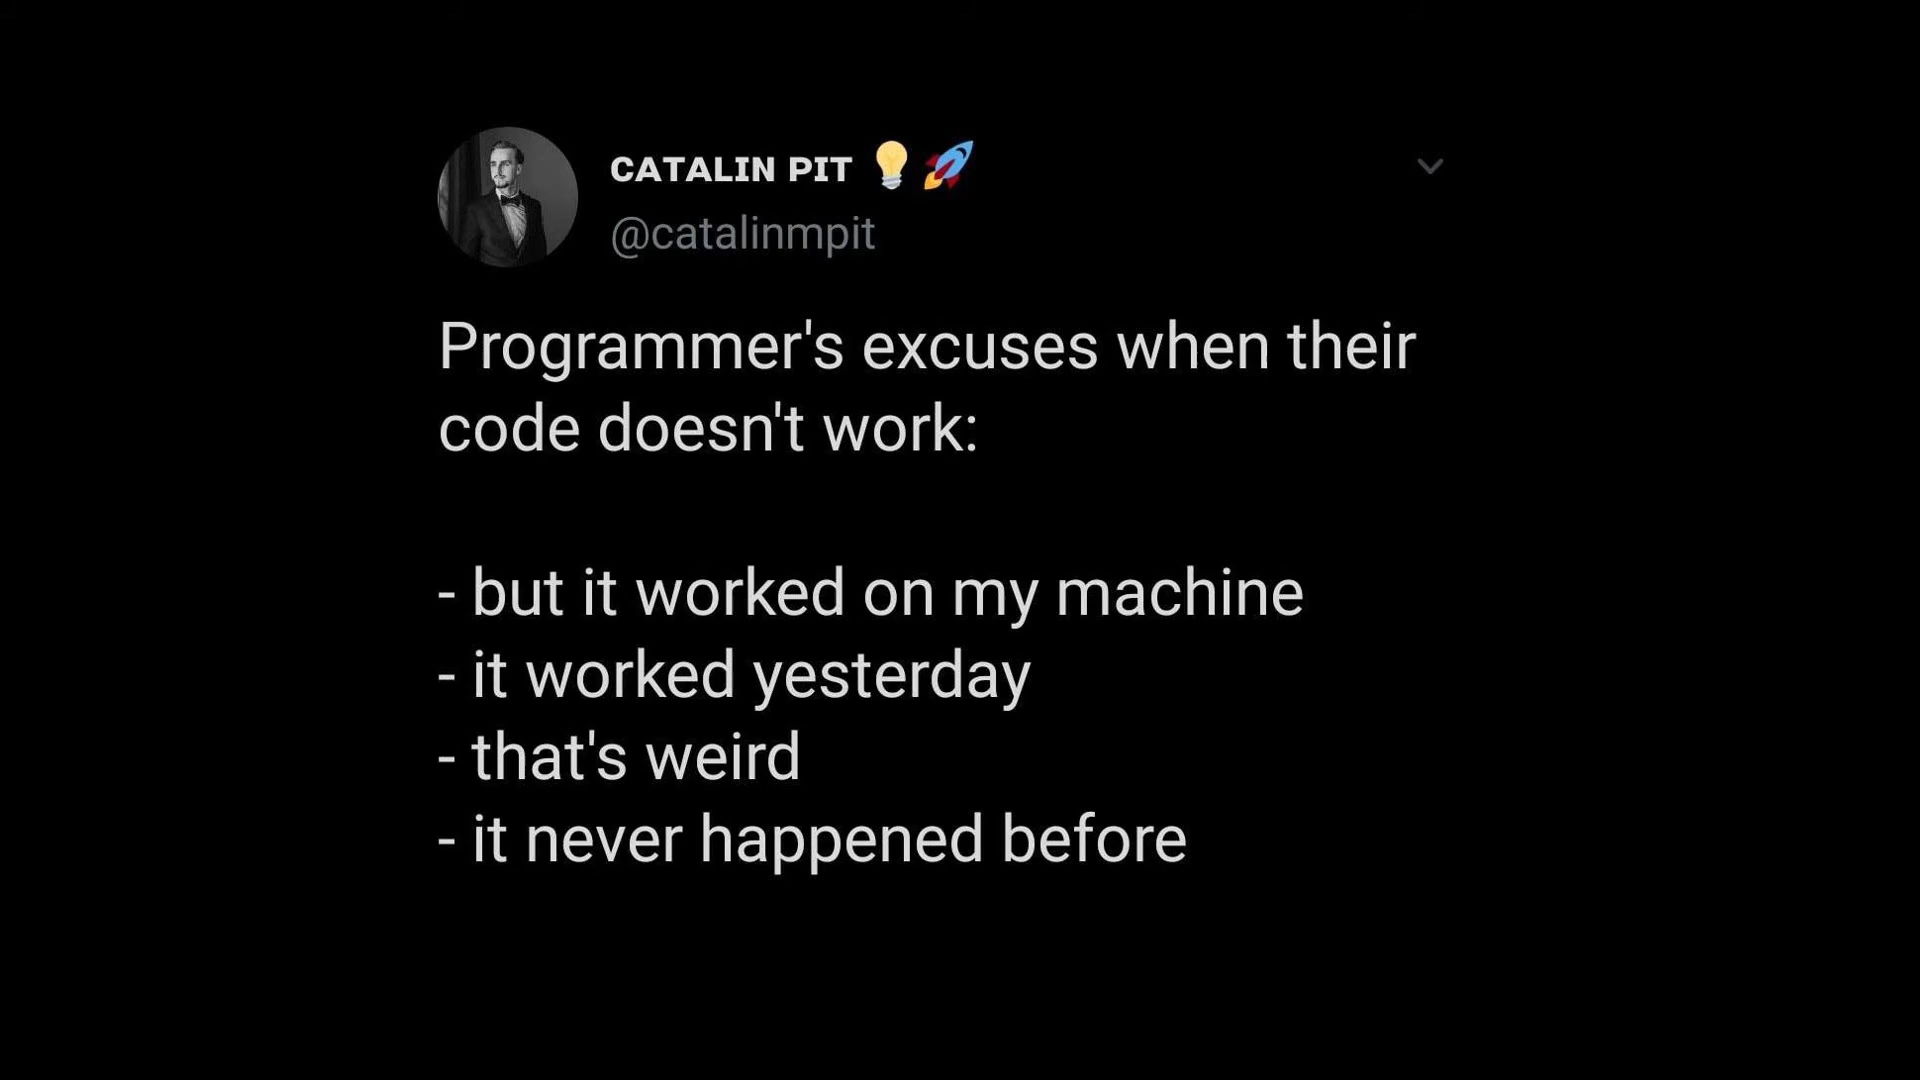 CATALIN PIT 💡🚀
@catalinmpit
Programmer's excuses when their
code doesn't work:
- but it worked on my machine
- it worked yesterday
- that's weird
- it never happened before